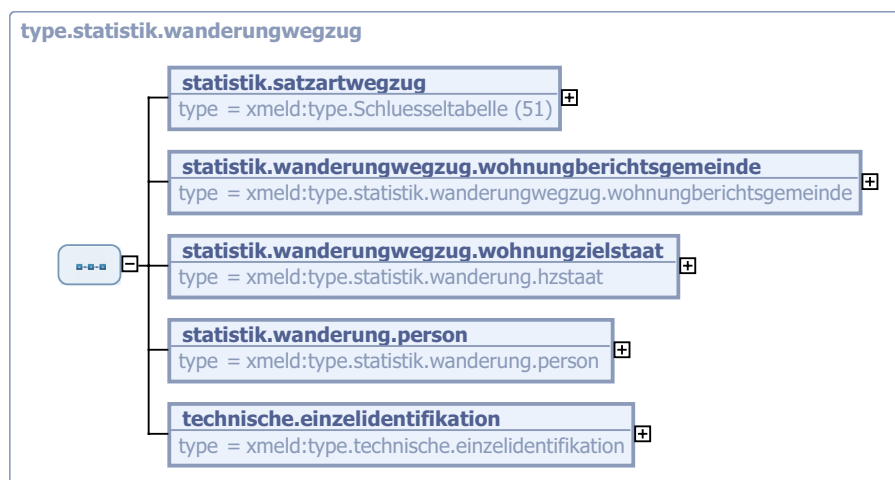 type.statistik.wanderungwegzug
statistik.satzartwegzug
type = xmeld:type.Schluesseltabelle (51)
statistik.wanderungwegzug.wohnungberichtsgemeinde
type = xmeld:type.statistik.wanderungwegzug.wohnungberichtsgemeinde
statistik.wanderungwegzug.wohnungzielstaat
type = xmeld:type.statistik.wanderung.hzstaat
statistik.wanderung.person
type = xmeld:type.statistik.wanderung.person
technische.einzelidentifikation
type = xmeld:type.technische.einzelidentifikation